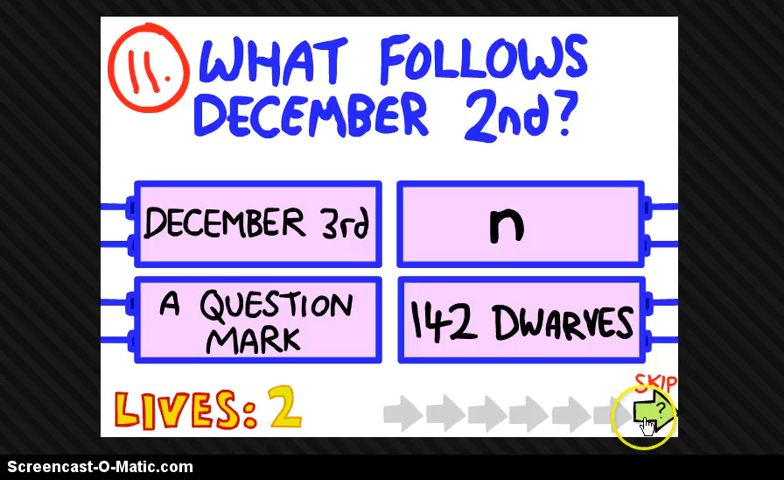 11. WHAT FOLLOWS
DECEMBER 2nd?
DECEMBER 3rd
n
A QUESTION
MARK
142 DWARVES
LIVES: 2
SKIP
?
Screencast-O-Matic.com